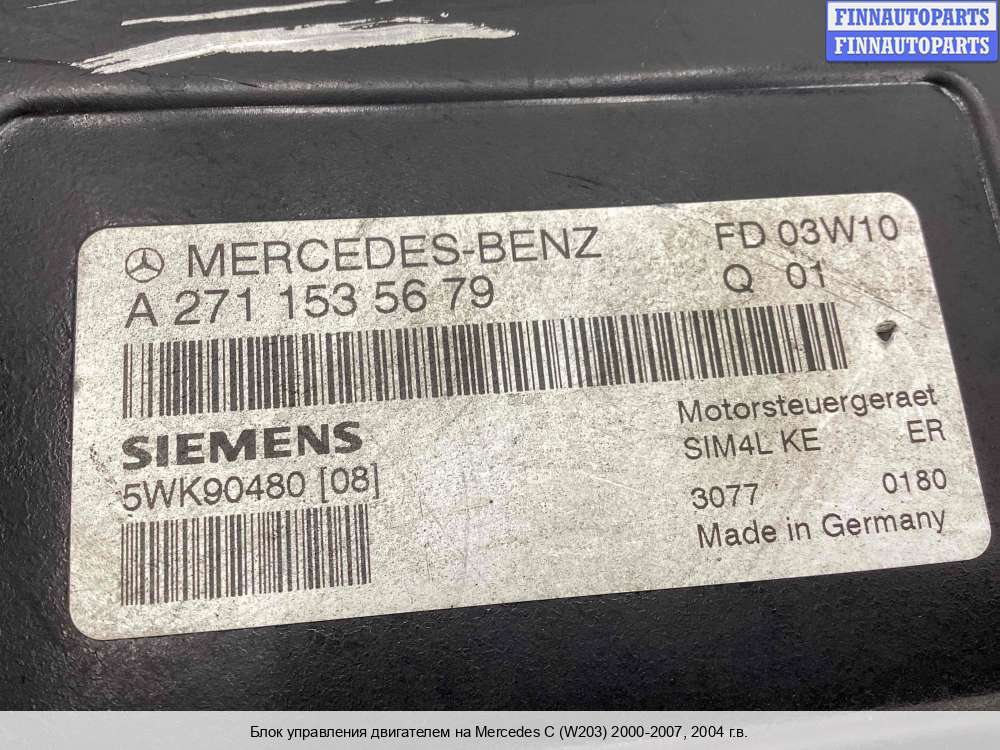 FINNAUTOPARTS
FINNAUTOPARTS
MERCEDES-BENZ FD 03W10
A 271 153 56 79 Q 01
SIEMENS Motorsteuergeraet
5WK90480 [08] SIM4L KE ER
3077 0180
Made in Germany
Блок управления двигателем на Mercedes C (W203) 2000-2007, 2004 г.в.